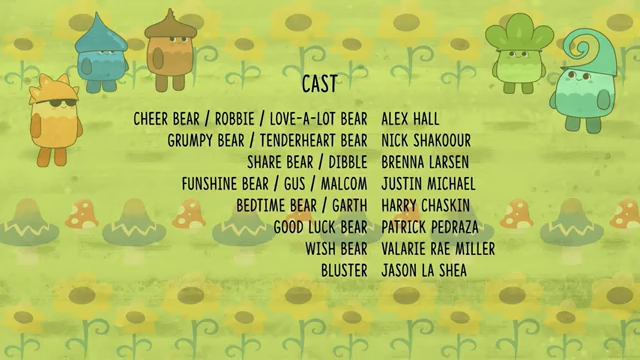 CAST
CHEER BEAR / ROBBIE / LOVE-A-LOT BEAR ALEX HALL
GRUMPY BEAR / TENDERHEART BEAR NICK SHAKOOUR
SHARE BEAR / DIBBLE BRENNA LARSEN
FUNSHINE BEAR / GUS / MALCOM JUSTIN MICHAEL
BEDTIME BEAR / GARTH HARRY CHASKIN
GOOD LUCK BEAR PATRICK PEDRAZA
WISH BEAR VALARIE RAE MILLER
BLUSTER JASON LA SHEA